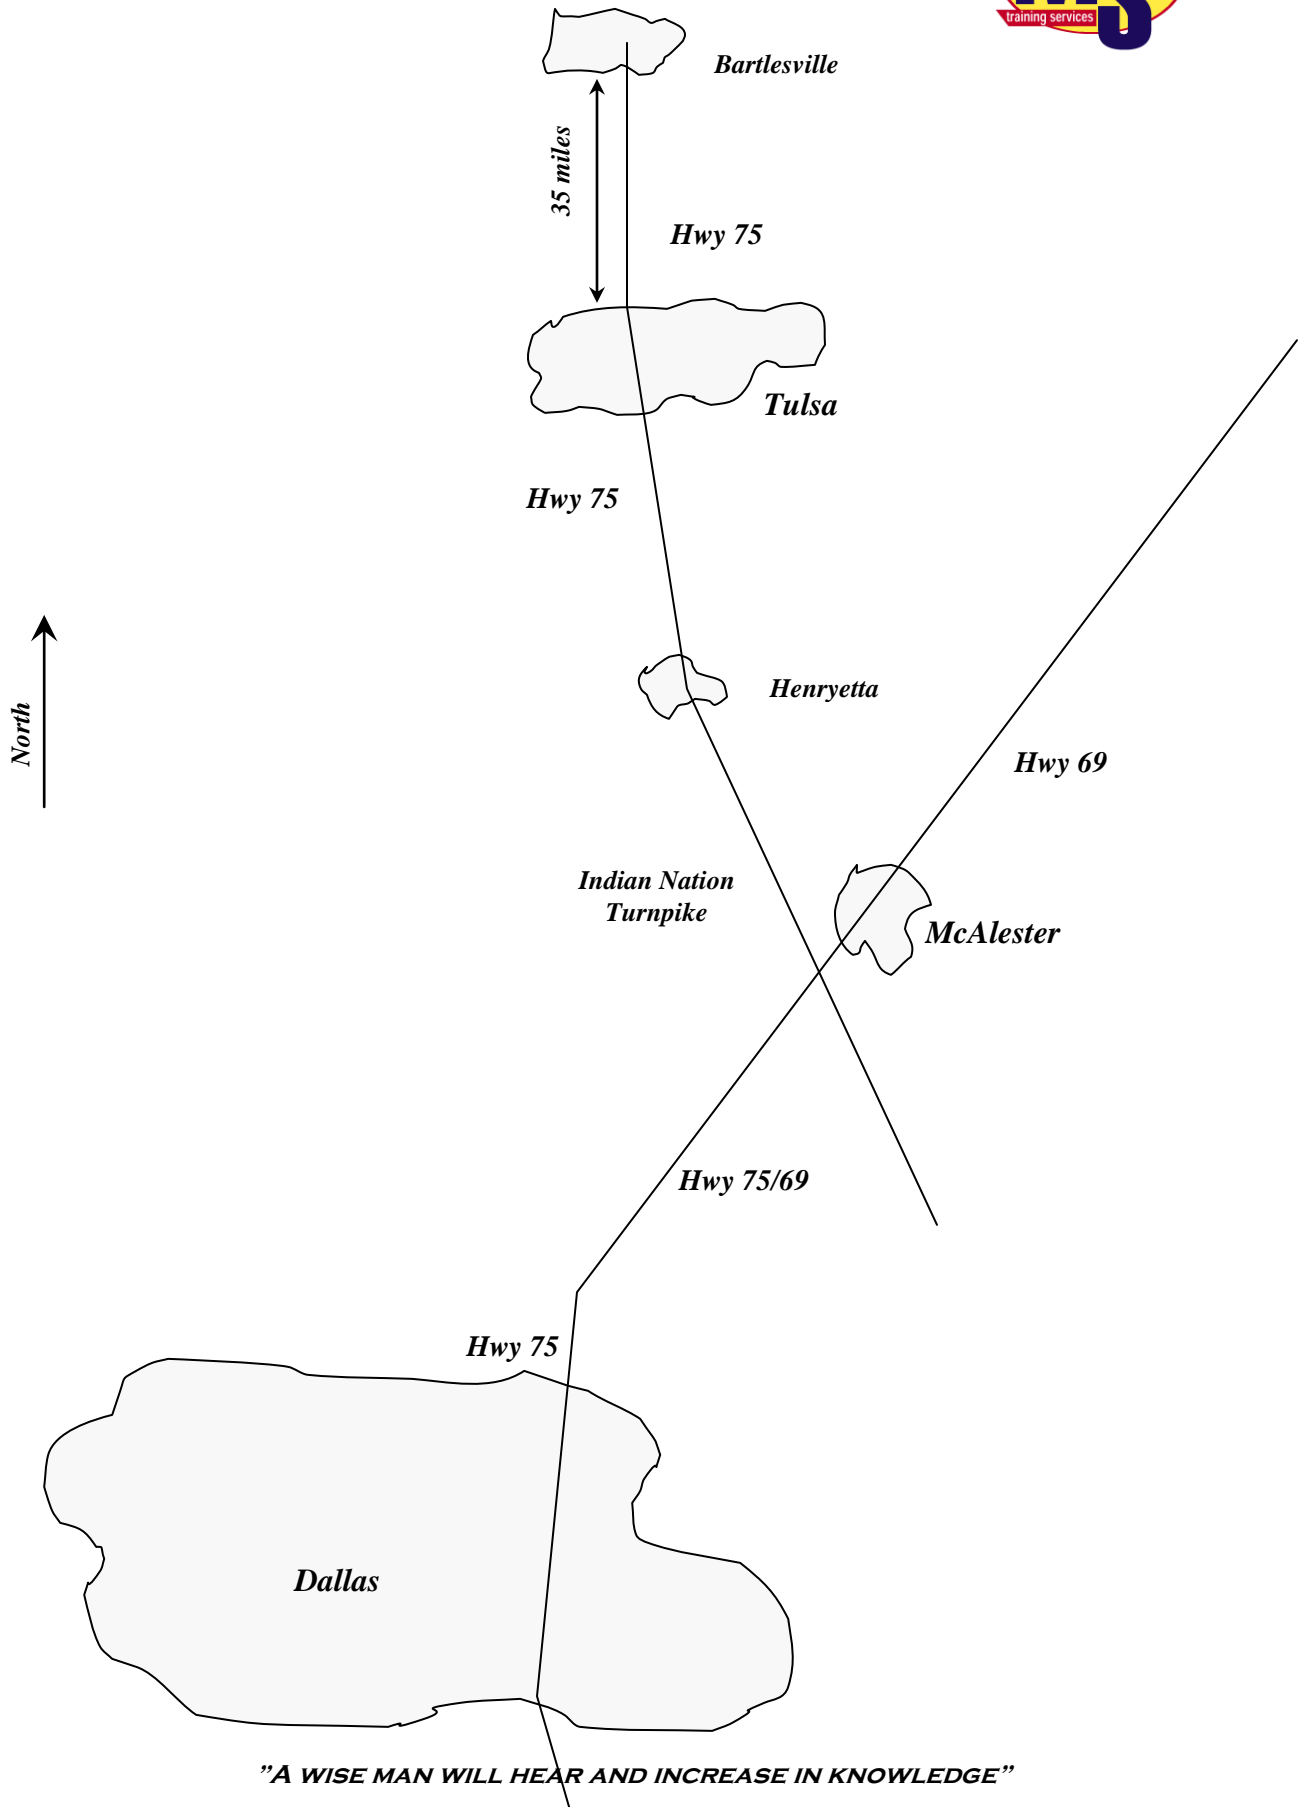 training services
Bartlesville
35 miles
Hwy 75
Tulsa
Hwy 75
Henryetta
North
Hwy 69
Indian Nation
Turnpike
McAlester
Hwy 75/69
Hwy 75
Dallas
”A WISE MAN WILL HEAR AND INCREASE IN KNOWLEDGE”